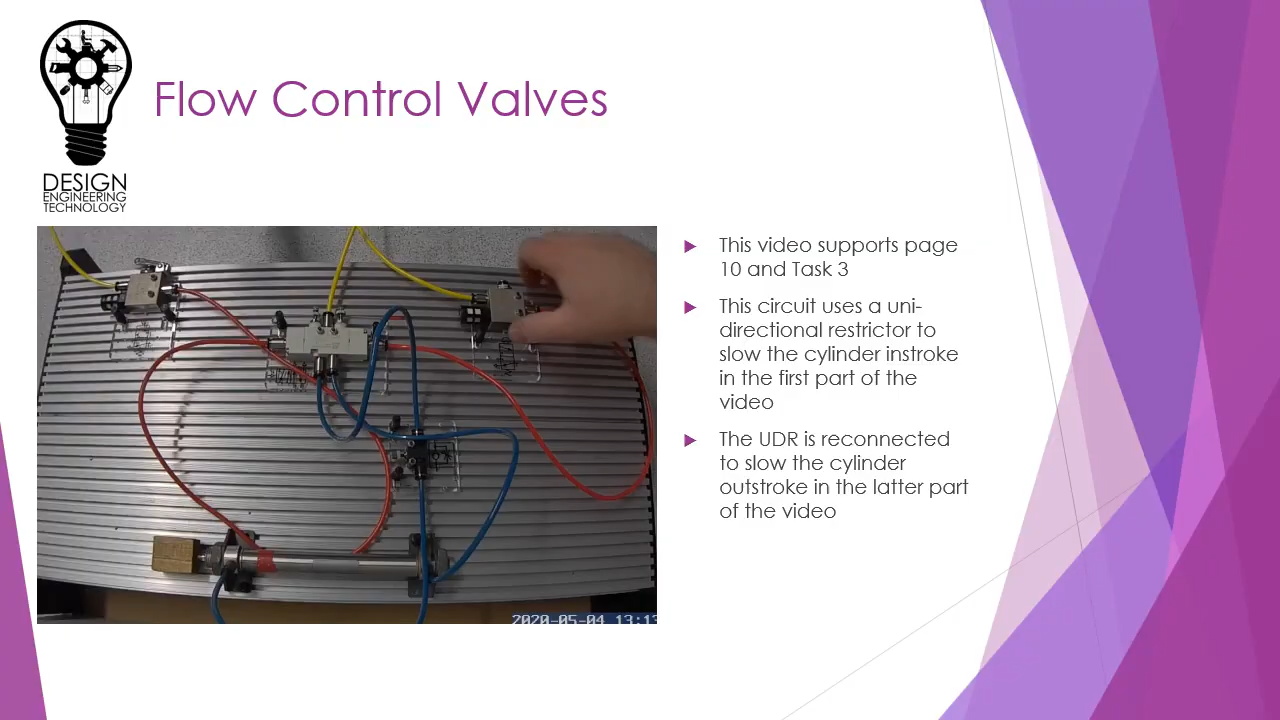 Flow Control Valves
DESIGN
ENGINEERING
TECHNOLOGY
This video supports page
10 and Task 3
This circuit uses a uni-
directional restrictor to
slow the cylinder instroke
in the first part of the
video
The UDR is reconnected
to slow the cylinder
outstroke in the latter part
of the video
2020-05-04 13:13